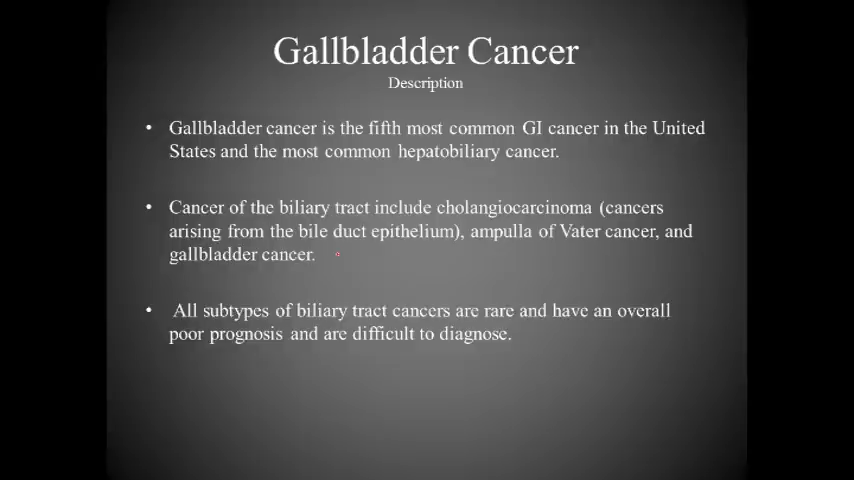 Gallbladder Cancer
Description
• Gallbladder cancer is the fifth most common GI cancer in the United
States and the most common hepatobiliary cancer.
• Cancer of the biliary tract include cholangiocarcinoma (cancers
arising from the bile duct epithelium), ampulla of Vater cancer, and
gallbladder cancer.
• All subtypes of biliary tract cancers are rare and have an overall
poor prognosis and are difficult to diagnose.